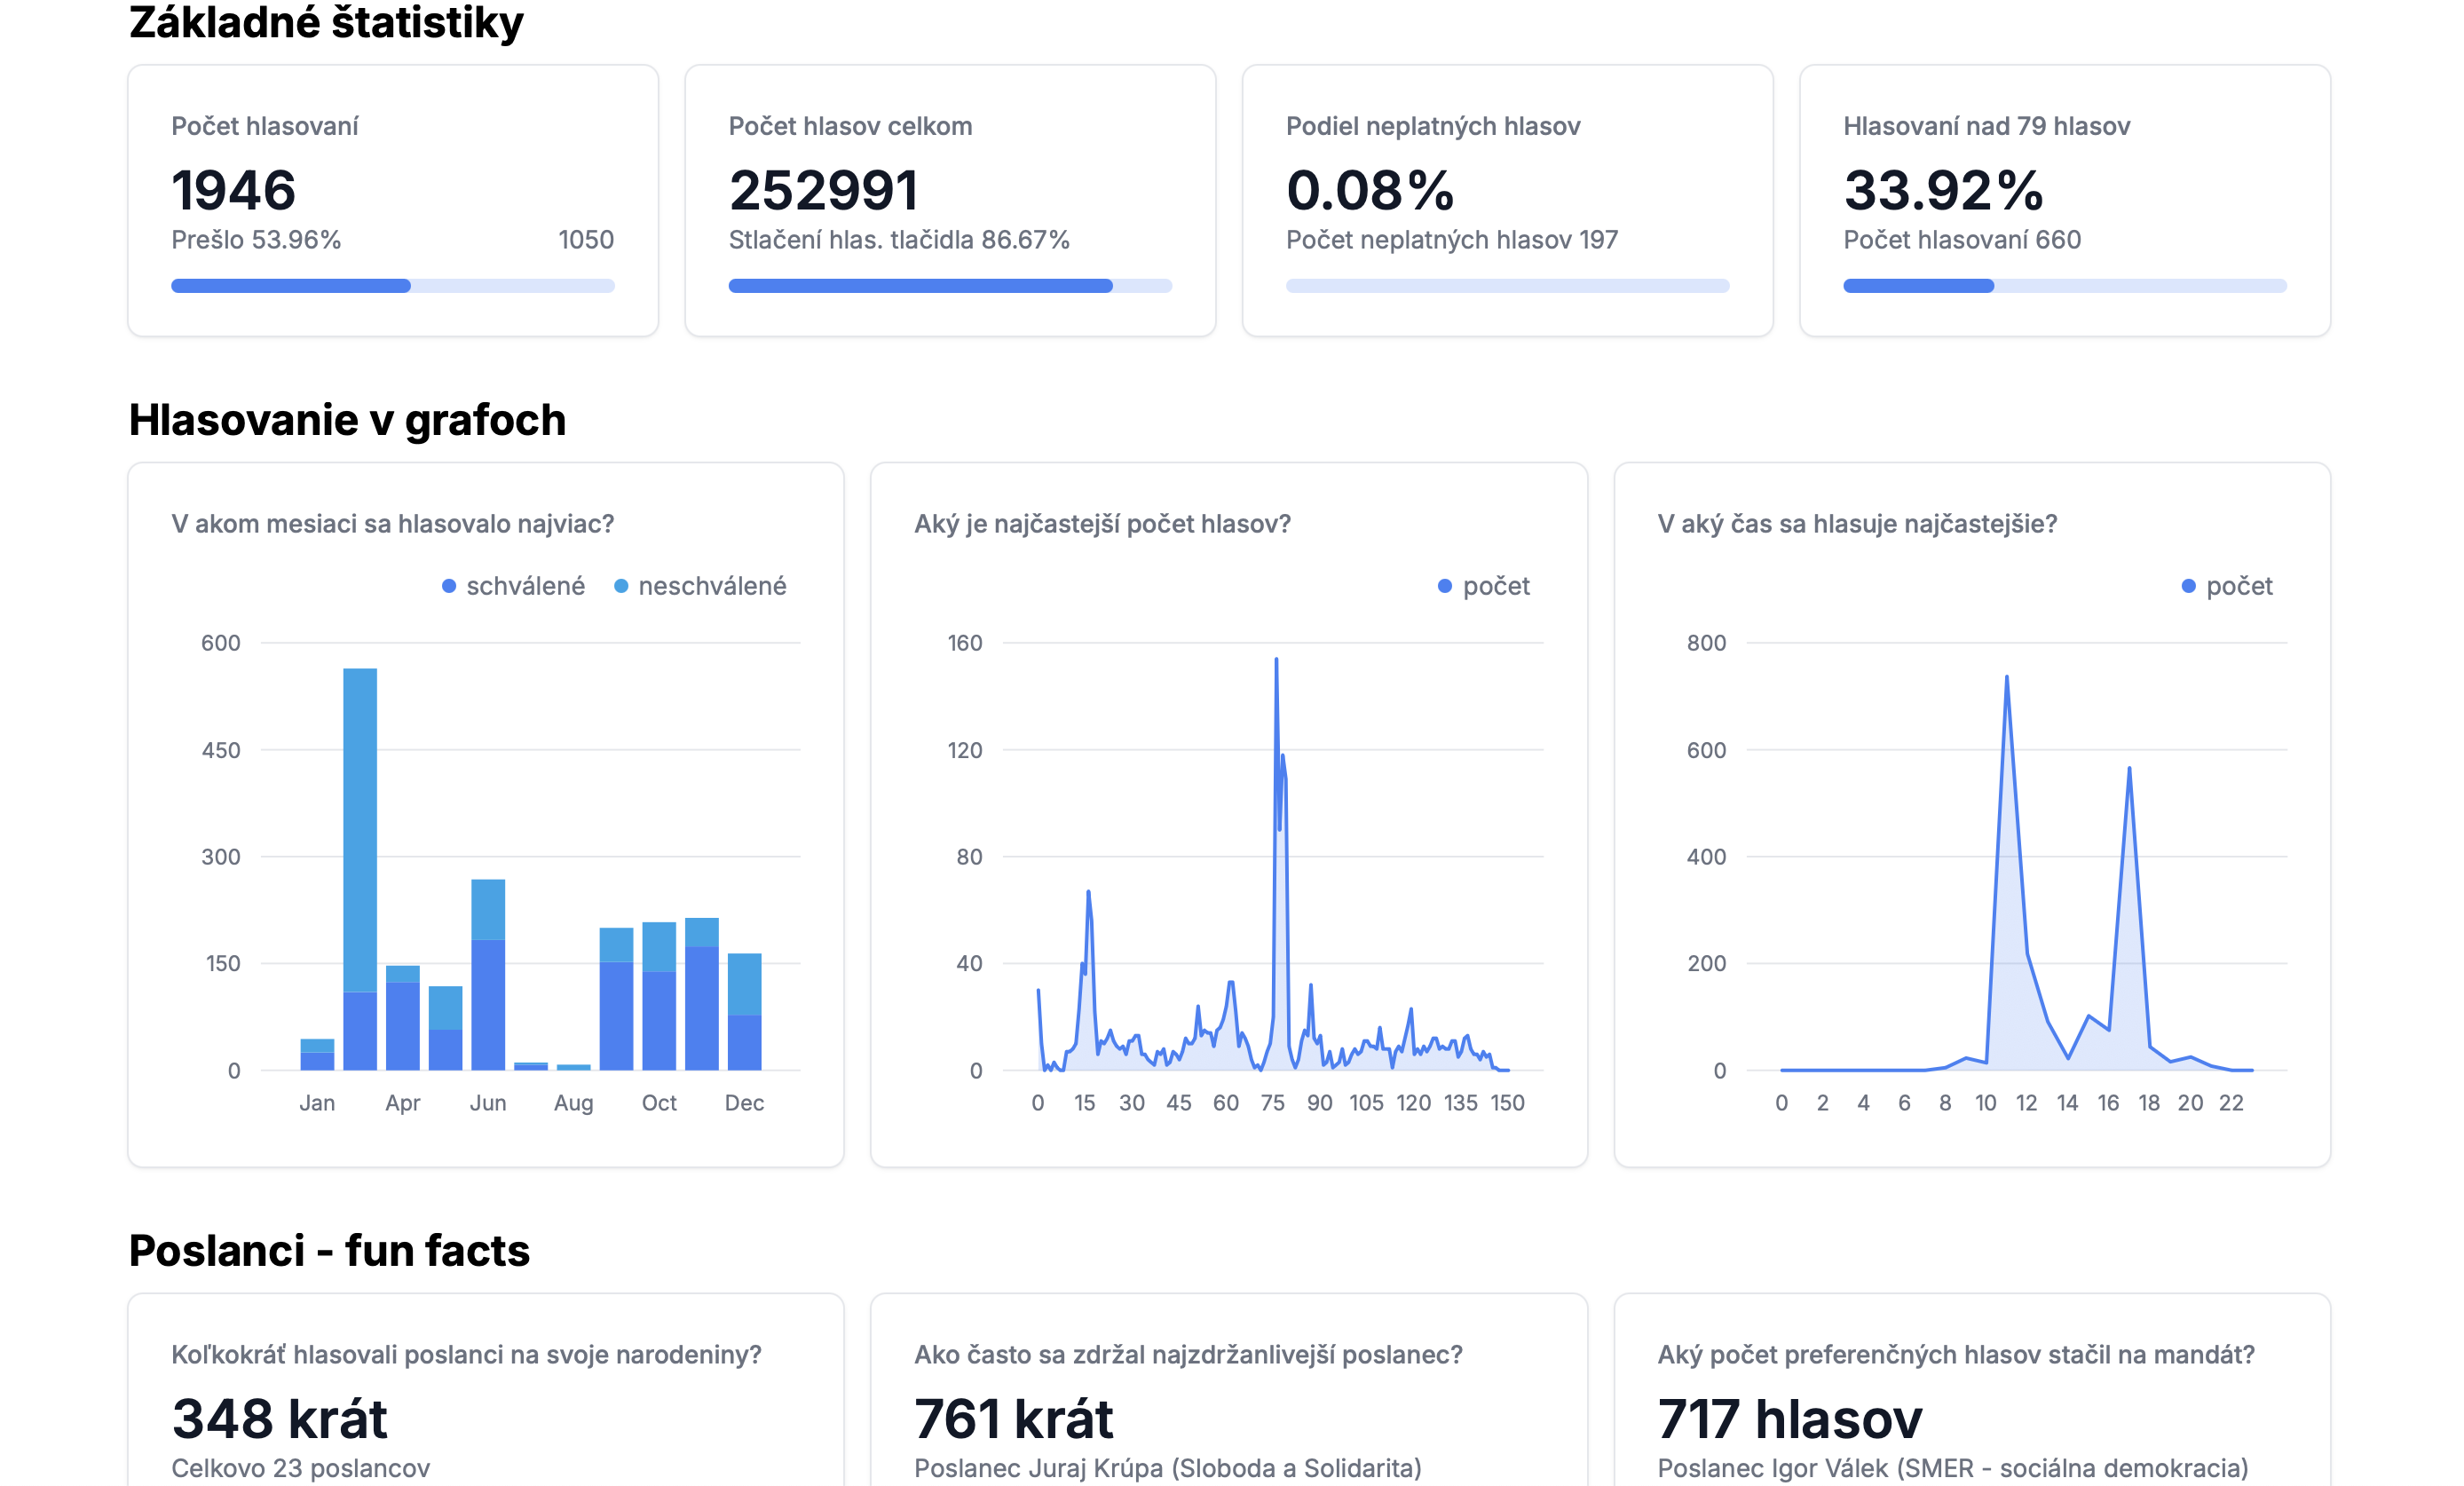 Základné štatistiky
Počet hlasovaní
1946
Prešlo 53.96% 1050
Počet hlasov celkom
252991
Stlačení hlas. tlačidla 86.67%
Podiel neplatných hlasov
0.08%
Počet neplatných hlasov 197
Hlasovaní nad 79 hlasov
33.92%
Počet hlasovaní 660
Hlasovanie v grafoch
V akom mesiaci sa hlasovalo najviac?
schválené neschválené
600
450
300
150
0
Jan Apr Jun Aug Oct Dec
Aký je najčastejší počet hlasov?
počet
160
120
80
40
0
0 15 30 45 60 75 90 105 120 135 150
V aký čas sa hlasuje najčastejšie?
počet
800
600
400
200
0
0 2 4 6 8 10 12 14 16 18 20 22
Poslanci - fun facts
Koľkokráť hlasovali poslanci na svoje narodeniny?
348 krát
Celkovo 23 poslancov
Ako často sa zdržal najzdržanlivejší poslanec?
761 krát
Poslanec Juraj Krúpa (Sloboda a Solidarita)
Aký počet preferenčných hlasov stačil na mandát?
717 hlasov
Poslanec Igor Válek (SMER - sociálna demokracia)